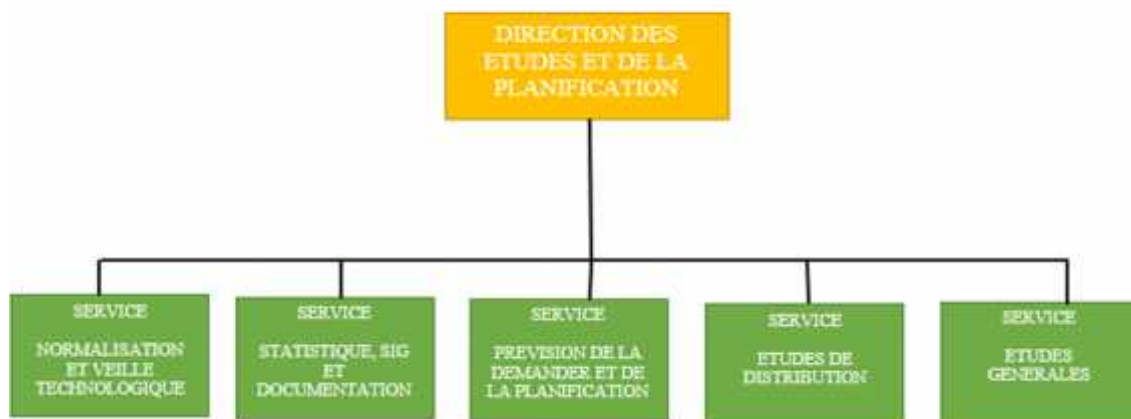 DIRECTION DES
ETUDES ET DE LA
PLANIFICATION
SERVICE
NORMALISATION
ET VEILLE
TECHNOLOGIQUE
SERVICE
STATISTIQUE, SIG
ET
DOCUMENTATION
SERVICE
PREVISION DE LA
DEMANDER ET DE
LA PLANIFICATION
SERVICE
ETUDES DE
DISTRIBUTION
SERVICE
ETUDES
GENERALES